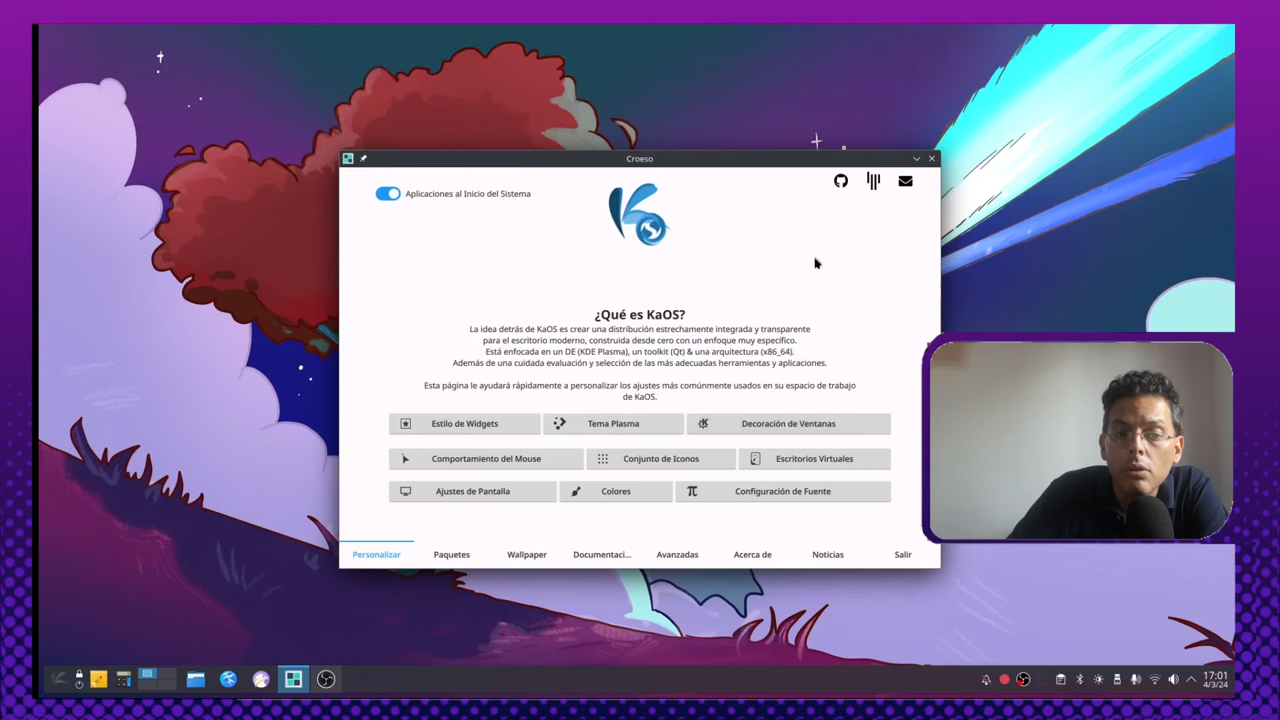 Croeso
Aplicaciones al Inicio del Sistema
¿Qué es KaOS?
La idea detrás de KaOS es crear una distribución estrechamente integrada y transparente
para el escritorio moderno, construida desde cero con un enfoque muy específico.
Está enfocada en un DE (KDE Plasma), un toolkit (Qt) & una arquitectura (x86_64).
Además de una cuidada evaluación y selección de las más adecuadas herramientas y aplicaciones.
Esta página le ayudará rápidamente a personalizar los ajustes más comúnmente usados en su espacio de trabajo
de KaOS.
Estilo de Widgets Tema Plasma Decoración de Ventanas
Comportamiento del Mouse Conjunto de Iconos Escritorios Virtuales
Ajustes de Pantalla Colores Configuración de Fuente
Personalizar Paquetes Wallpaper Documentaci... Avanzadas Acerca de Noticias Salir
17:01
4/3/24